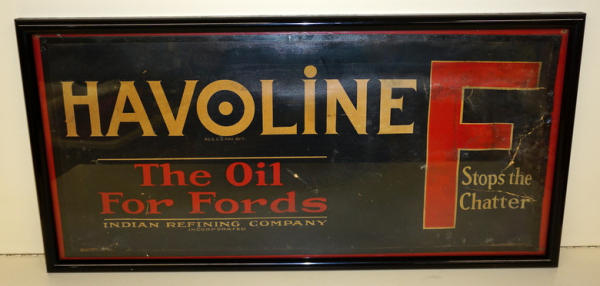 HAVOLINE F
The Oil
For Fords
INDIAN REFINING COMPANY
INCORPORATED
Stops the
Chatter